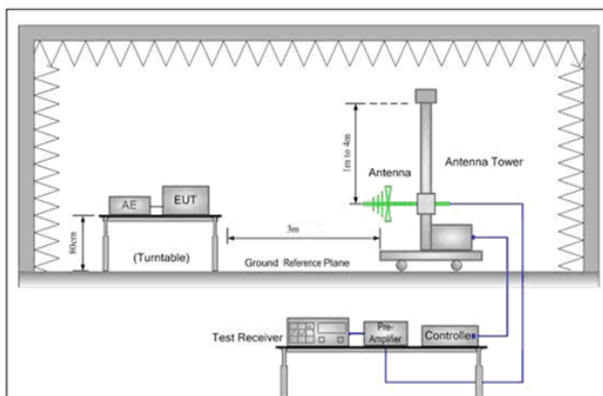 1m to 4m
Antenna
Antenna Tower
AE
EUT
80cm
(Turntable)
3m
Ground Reference Plane
Test Receiver
Pre-
Amplifier
Controller